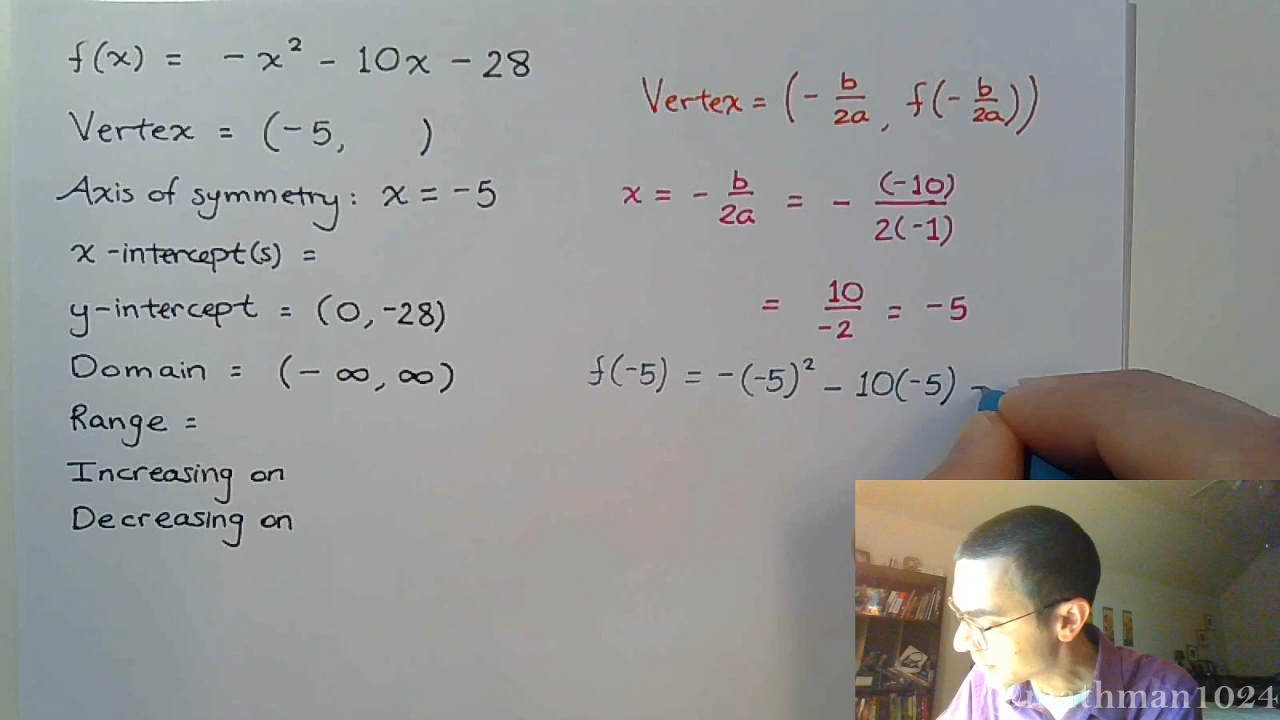 f(x) = -x² - 10x - 28
Vertex = (-5,    )
Axis of symmetry: x = -5
x-intercept(s) =
y-intercept = (0, -28)
Domain = (-∞, ∞)
Range =
Increasing on
Decreasing on
Vertex = (-b/2a, f(-b/2a))
x = -b/2a = -(-10)/2(-1)
= 10/-2 = -5
f(-5) = -(-5)² - 10(-5) -
mathman1024